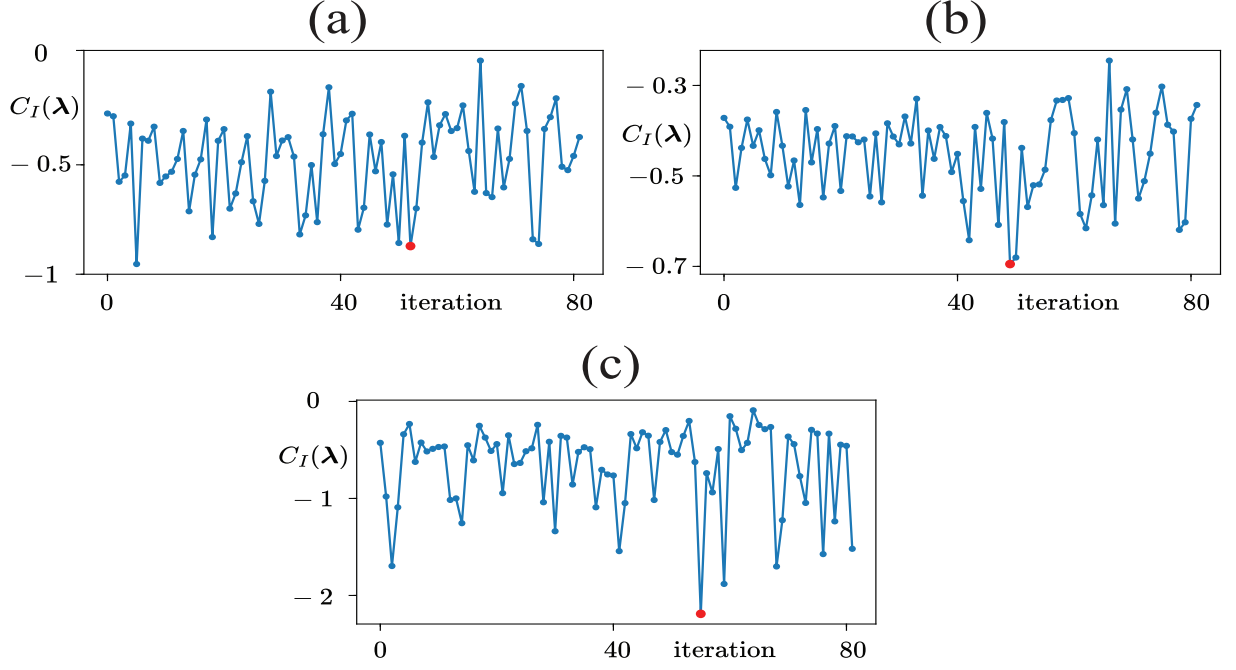 (a)
0
C_I(λ)
−0.5
−1
0 40 iteration 80
(b)
−0.3
C_I(λ)
−0.5
−0.7
0 40 iteration 80
(c)
0
C_I(λ)
−1
−2
0 40 iteration 80